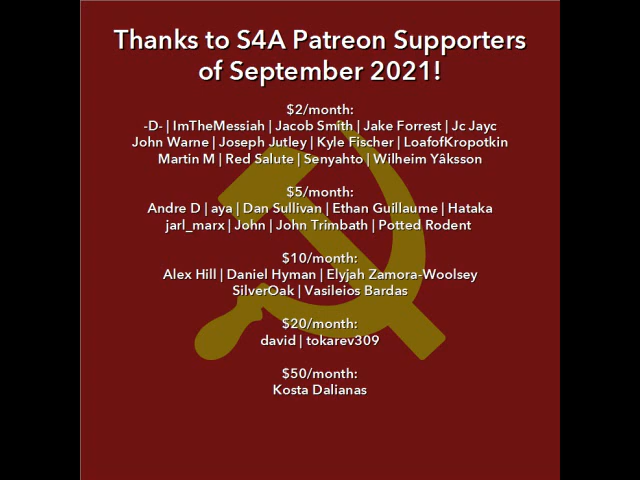 Thanks to S4A Patreon Supporters
of September 2021!
$2/month:
-D- | ImTheMessiah | Jacob Smith | Jake Forrest | Jc Jayc
John Warne | Joseph Jutley | Kyle Fischer | LoafofKropotkin
Martin M | Red Salute | Senyahto | Wilheim Yâksson
$5/month:
Andre D | aya | Dan Sullivan | Ethan Guillaume | Hataka
jarl_marx | John | John Trimbath | Potted Rodent
$10/month:
Alex Hill | Daniel Hyman | Elyjah Zamora-Woolsey
SilverOak | Vasileios Bardas
$20/month:
david | tokarev309
$50/month:
Kosta Dalianas